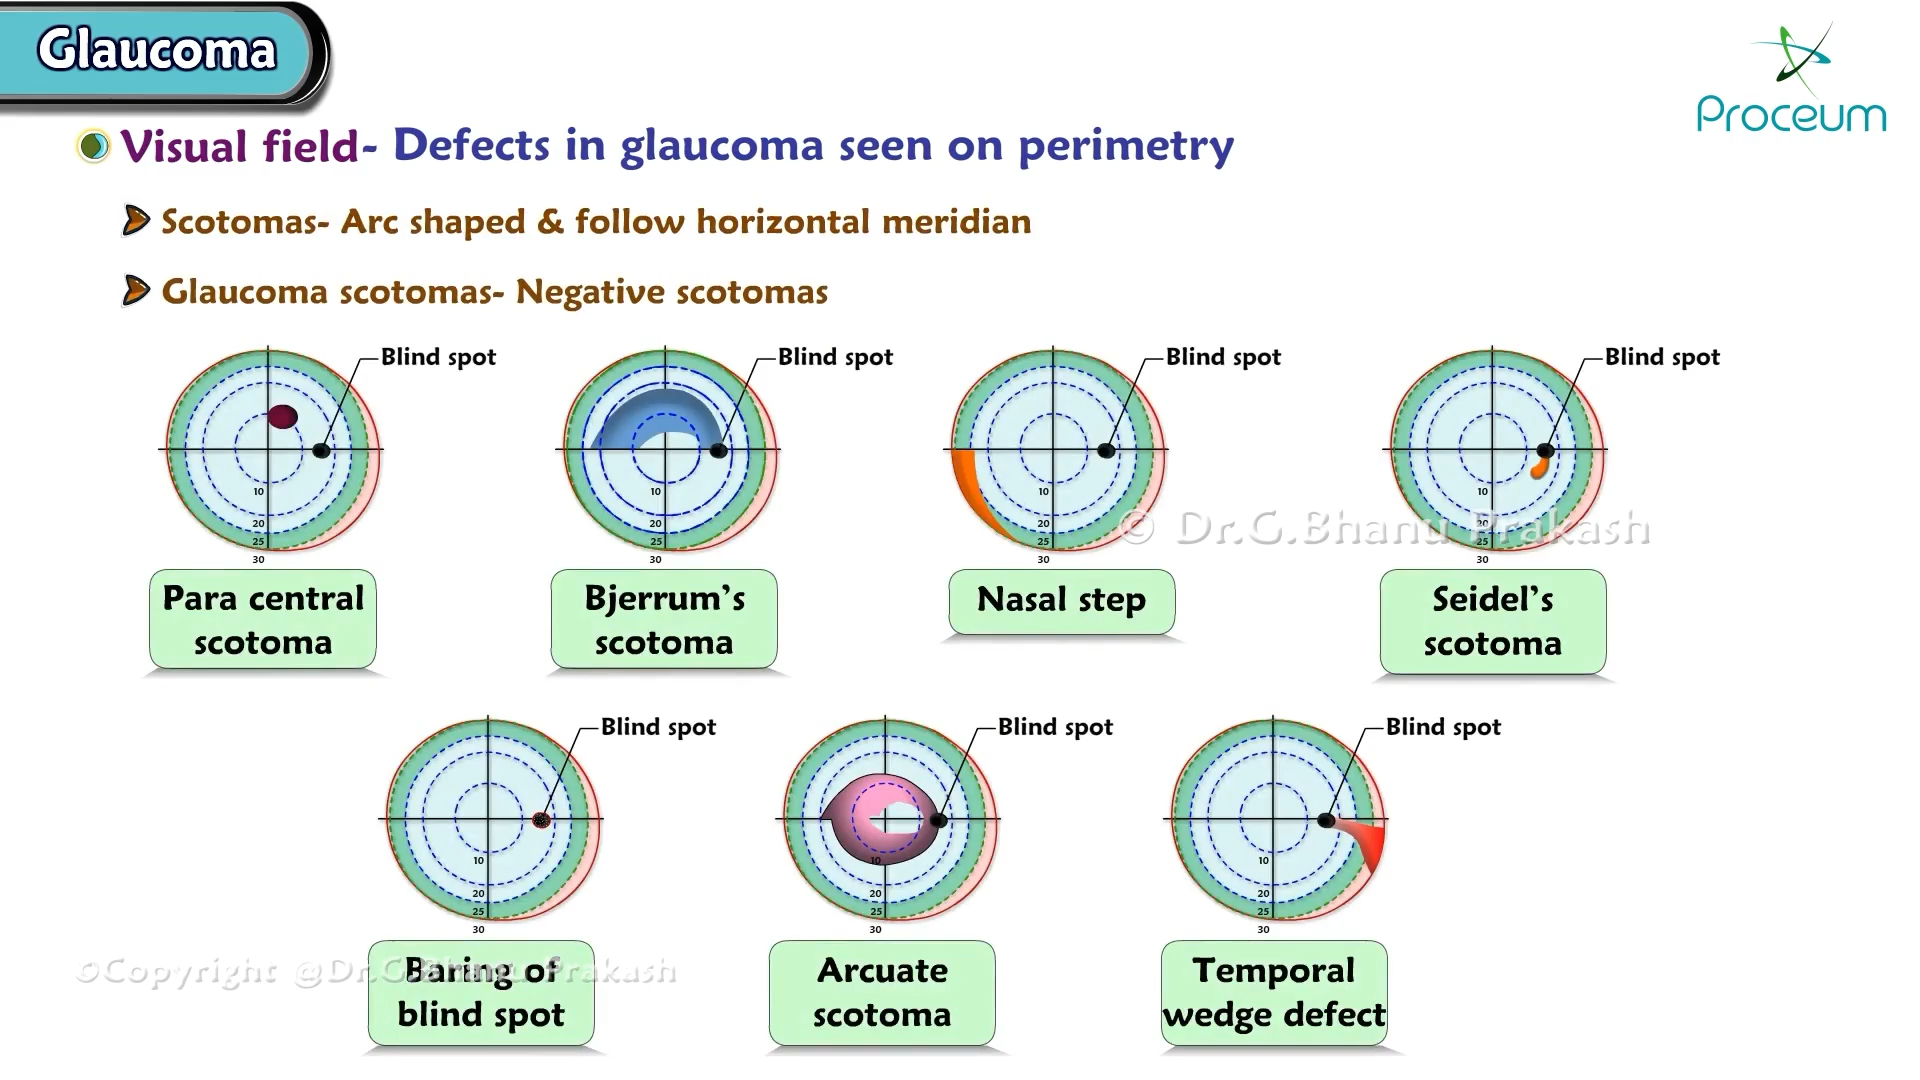 Glaucoma
Proceum
Visual field- Defects in glaucoma seen on perimetry
Scotomas- Arc shaped & follow horizontal meridian
Glaucoma scotomas- Negative scotomas
Blind spot
10
20
25
30
Para central
scotoma
Blind spot
10
20
25
30
Bjerrum's
scotoma
Blind spot
10
20
25
30
Nasal step
Blind spot
10
20
25
30
Seidel's
scotoma
© Dr.G.Bhanu Prakash
Blind spot
10
20
25
30
Baring of
blind spot
Blind spot
10
20
25
30
Arcuate
scotoma
Blind spot
10
20
25
30
Temporal
wedge defect
©Copyright @Dr.G.Bhanu Prakash